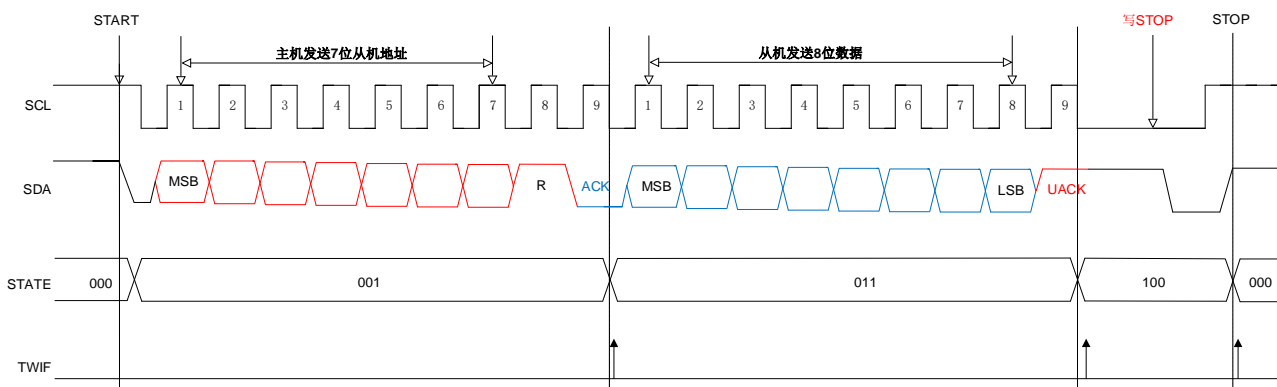 START
写STOP
STOP
主机发送7位从机地址
从机发送8位数据
SCL
1 2 3 4 5 6 7 8 9 1 2 3 4 5 6 7 8 9
SDA
MSB R ACK MSB LSB UACK
STATE
000 001 011 100 000
TWIF